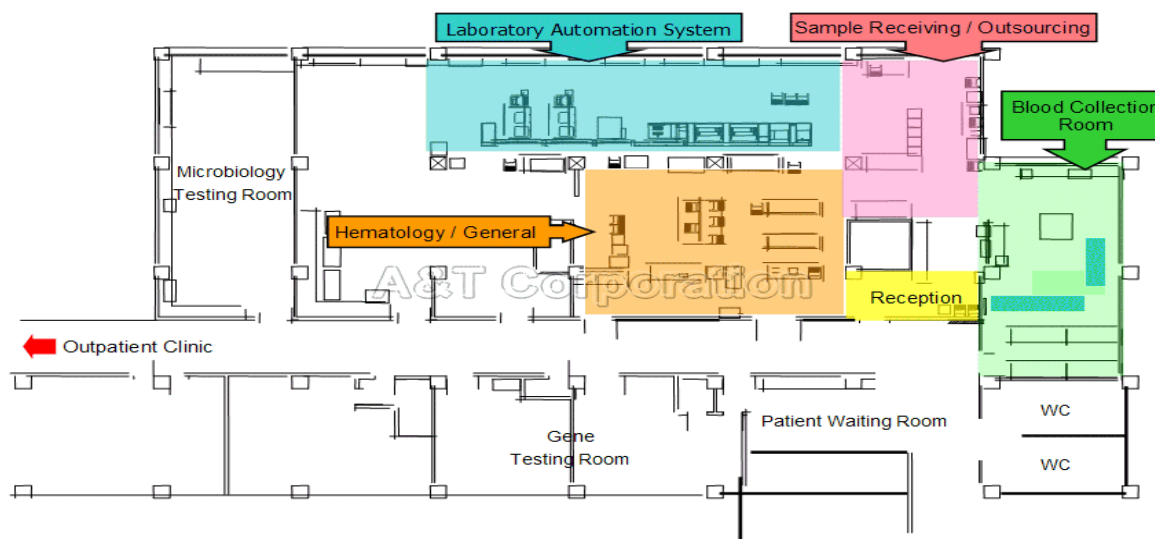 Laboratory Automation System
Sample Receiving / Outsourcing
Blood Collection
Room
Microbiology
Testing Room
Hematology / General
A&T Corporation
Reception
Outpatient Clinic
Patient Waiting Room
WC
Gene
Testing Room
WC